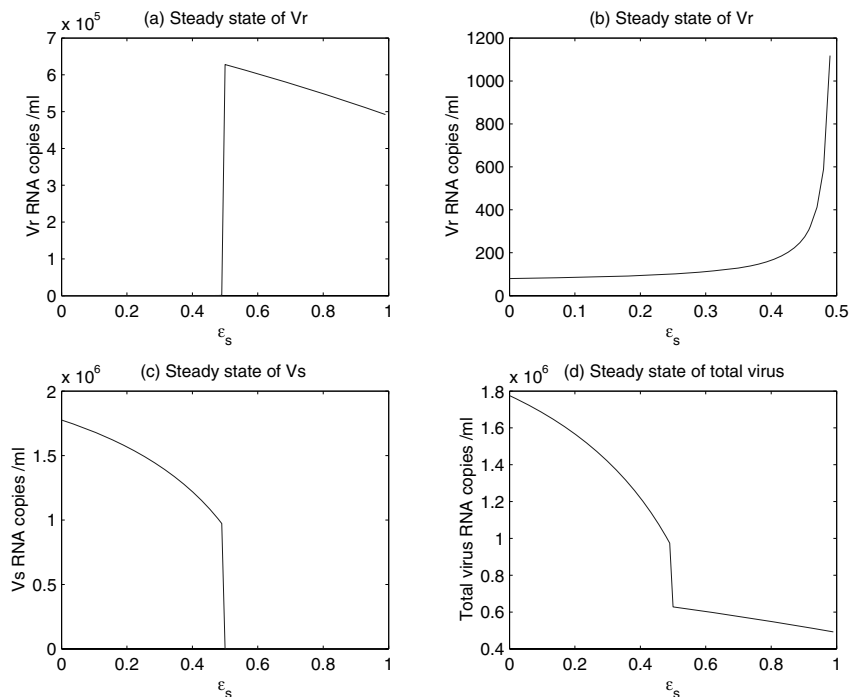 (a) Steady state of Vr
x 10^5
7
6
5
4
3
2
1
0
0 0.2 0.4 0.6 0.8 1
Vr RNA copies /ml
ε_s
(b) Steady state of Vr
1200
1000
800
600
400
200
0
0 0.1 0.2 0.3 0.4 0.5
Vr RNA copies /ml
ε_s
(c) Steady state of Vs
x 10^6
2
1.5
1
0.5
0
0 0.2 0.4 0.6 0.8 1
Vs RNA copies /ml
ε_s
(d) Steady state of total virus
x 10^6
1.8
1.6
1.4
1.2
1
0.8
0.6
0.4
0 0.2 0.4 0.6 0.8 1
Total virus RNA copies /ml
ε_s